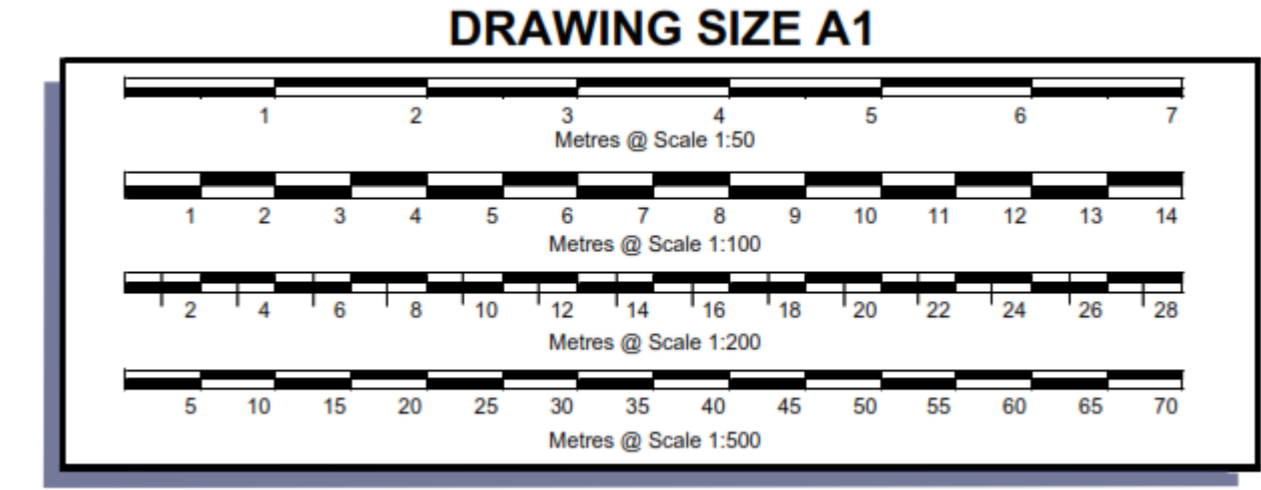 DRAWING SIZE A1
1 2 3 4 5 6 7
Metres @ Scale 1:50
1 2 3 4 5 6 7 8 9 10 11 12 13 14
Metres @ Scale 1:100
2 4 6 8 10 12 14 16 18 20 22 24 26 28
Metres @ Scale 1:200
5 10 15 20 25 30 35 40 45 50 55 60 65 70
Metres @ Scale 1:500